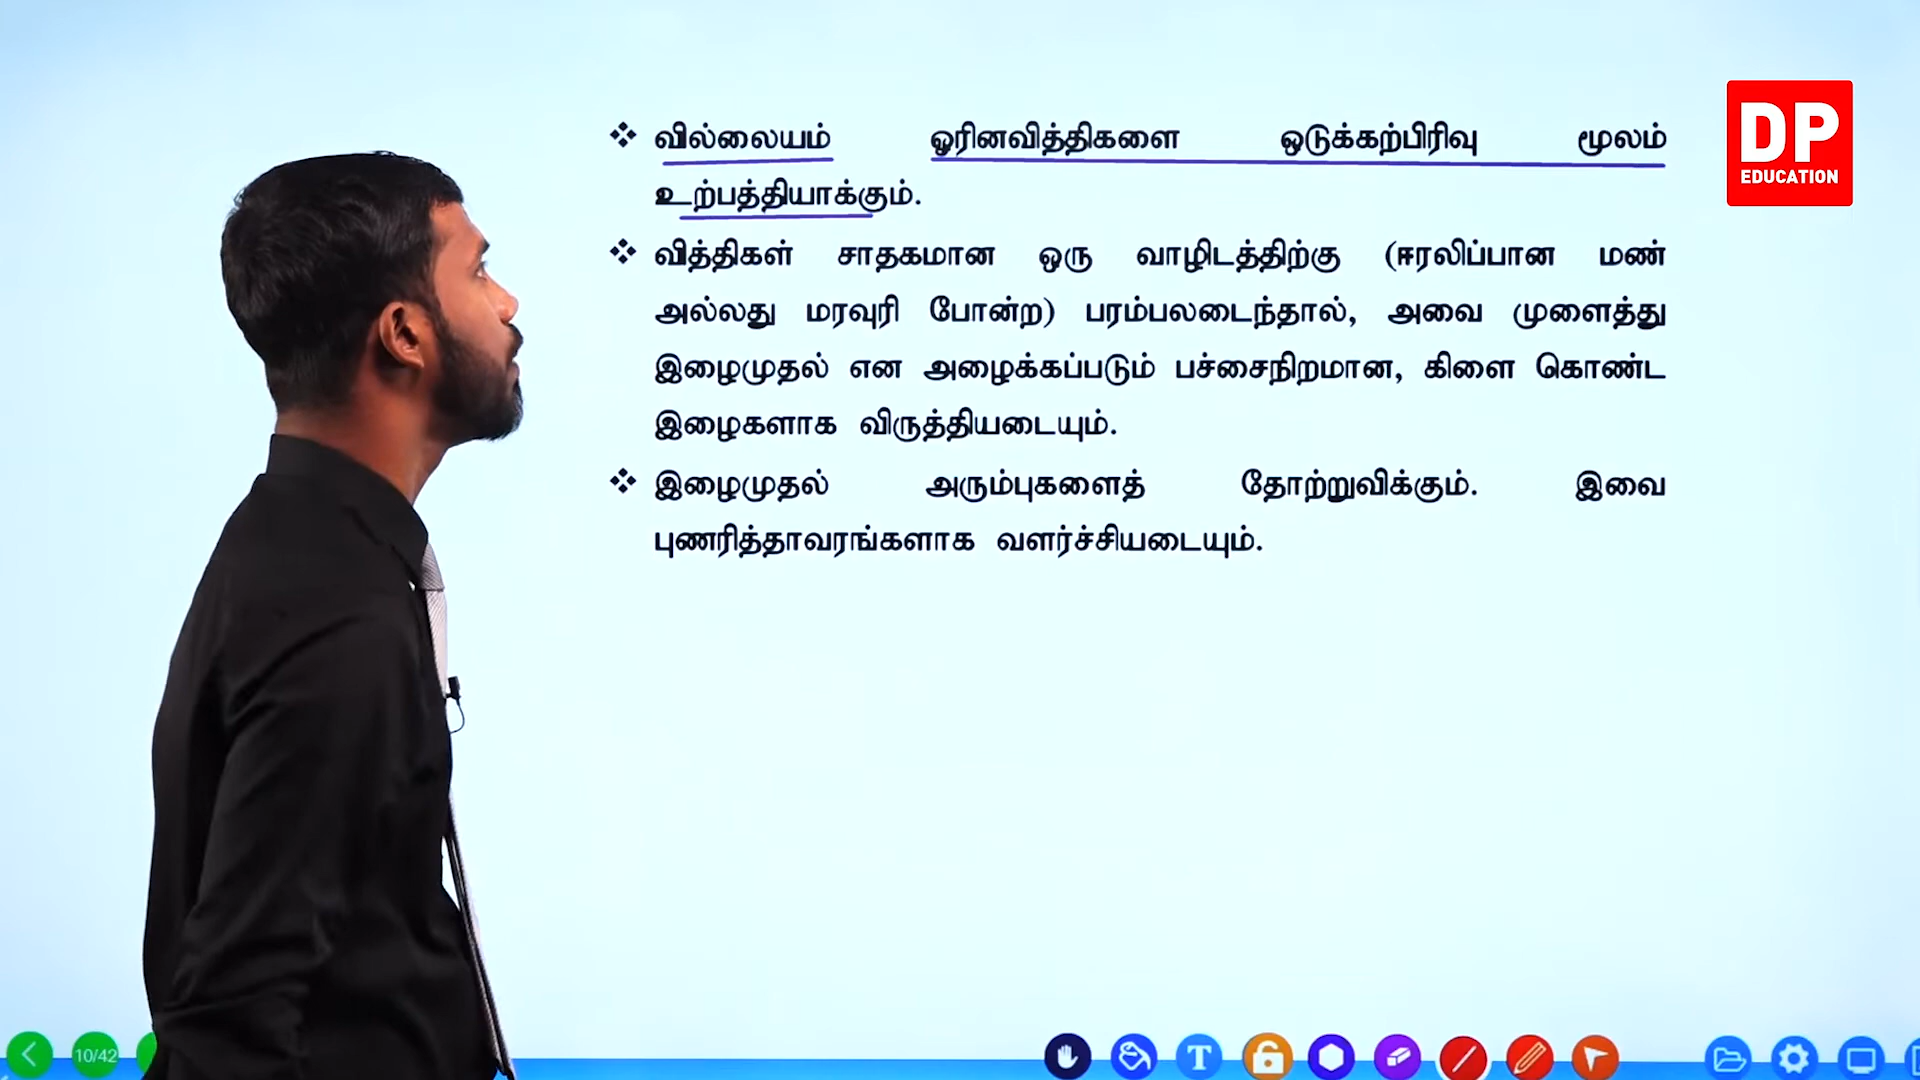 ❖ வில்லையம் ஓரினவித்திகளை ஒடுக்கற்பிரிவு மூலம்
உற்பத்தியாக்கும்.
❖ வித்திகள் சாதகமான ஒரு வாழிடத்திற்கு (ஈரலிப்பான மண்
அல்லது மரவுரி போன்ற) பரம்பலடைந்தால், அவை முளைத்து
இழைமுதல் என அழைக்கப்படும் பச்சைநிறமான, கிளை கொண்ட
இழைகளாக விருத்தியடையும்.
❖ இழைமுதல் அரும்புகளைத் தோற்றுவிக்கும். இவை
புணரித்தாவரங்களாக வளர்ச்சியடையும்.
DP
EDUCATION
10/42
T